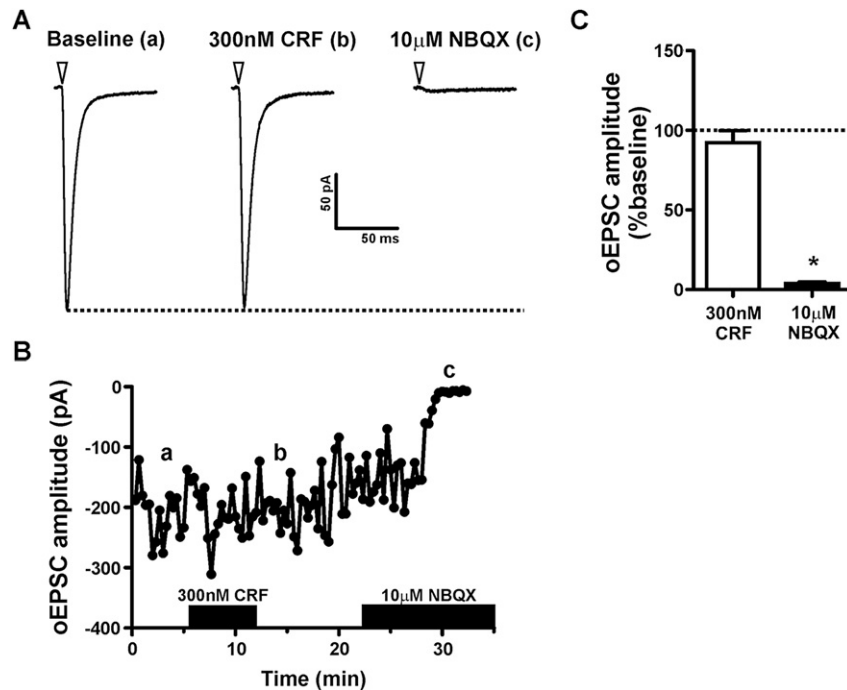 A
Baseline (a)
300nM CRF (b)
10μM NBQX (c)
50 pA
50 ms
B
oEPSC amplitude (pA)
0
-100
-200
-300
-400
a
b
c
300nM CRF
10μM NBQX
0
10
20
30
Time (min)
C
oEPSC amplitude
(%baseline)
150
100
50
0
*
300nM
CRF
10μM
NBQX